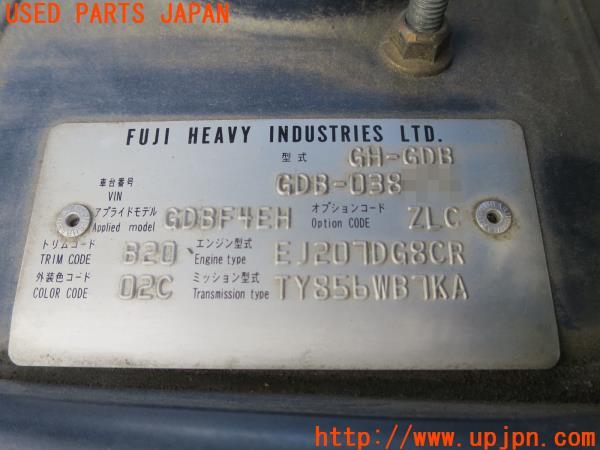 USED PARTS JAPAN
FUJI HEAVY INDUSTRIES LTD.
型式 GH-GDB
車台番号 VIN GDB-038
アプライドモデル Applied model GDBF4EH オプションコード Option CODE ZLC
トリムコード TRIM CODE B20 エンジン型式 Engine type EJ207DG8CR
外装色コード COLOR CODE 02C ミッション型式 Transmission type TY856WB7KA
http://www.upjpn.com/